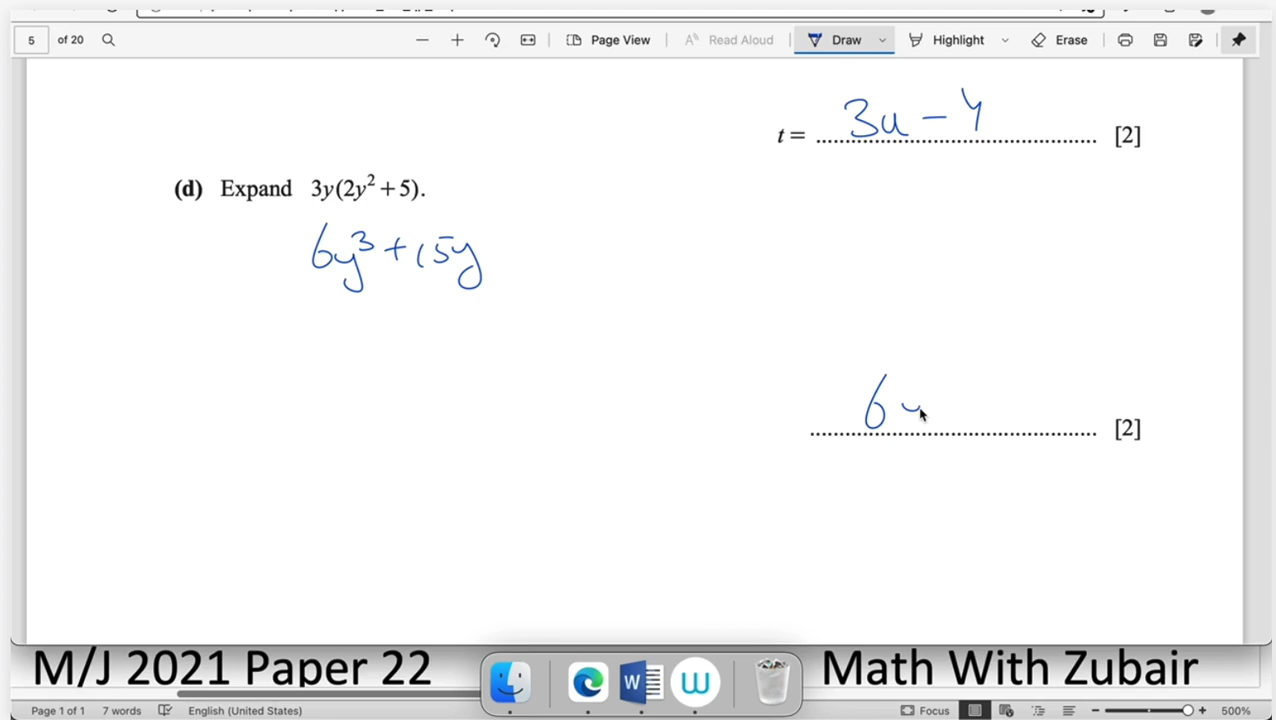 5 of 20 Page View Read Aloud Draw Highlight Erase
3u - 4
t = .................................................. [2]
(d) Expand 3y(2y² + 5).
6y³ + 15y
6y
.................................................. [2]
M/J 2021 Paper 22 Math With Zubair
Page 1 of 1 7 words English (United States) Focus 500%